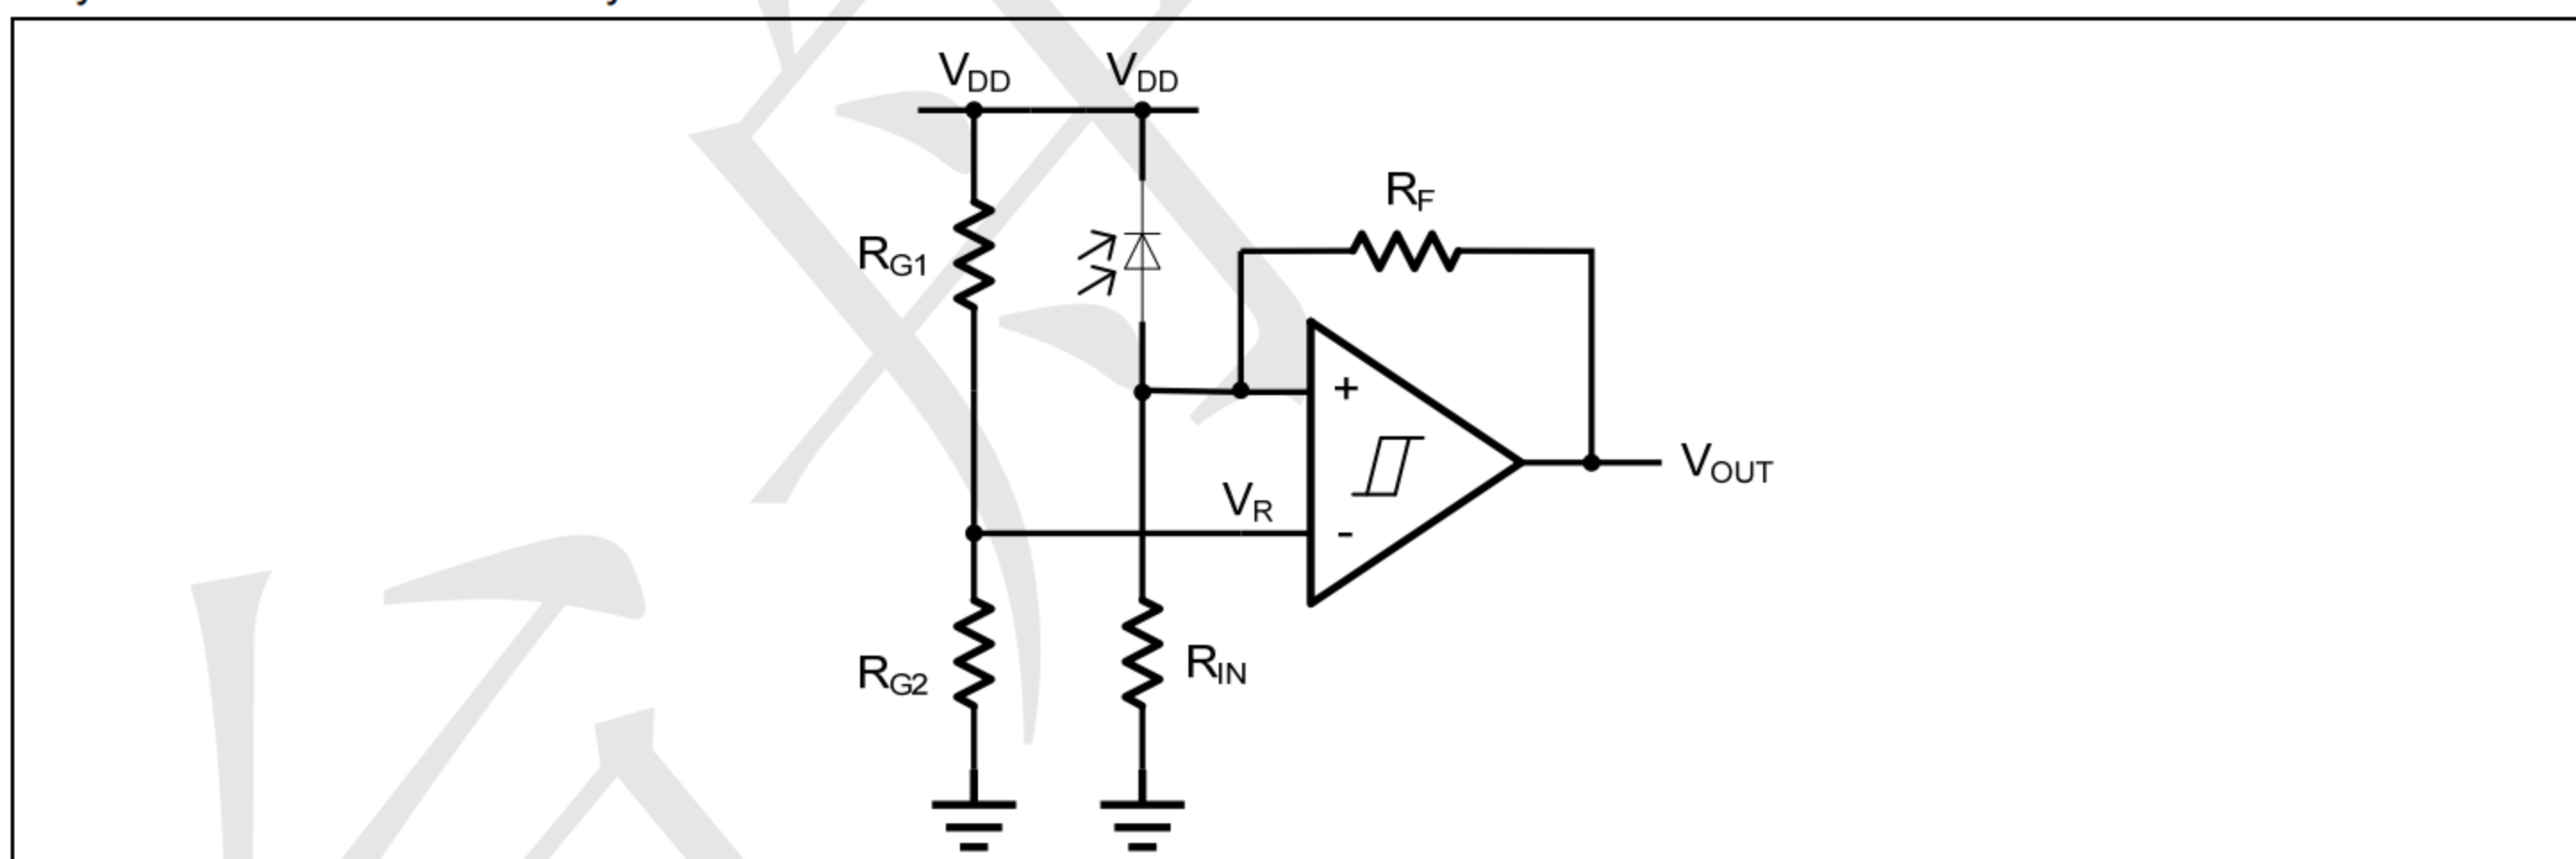 VDD VDD
RF
RG1
+
VOUT
VR
-
RG2 RIN